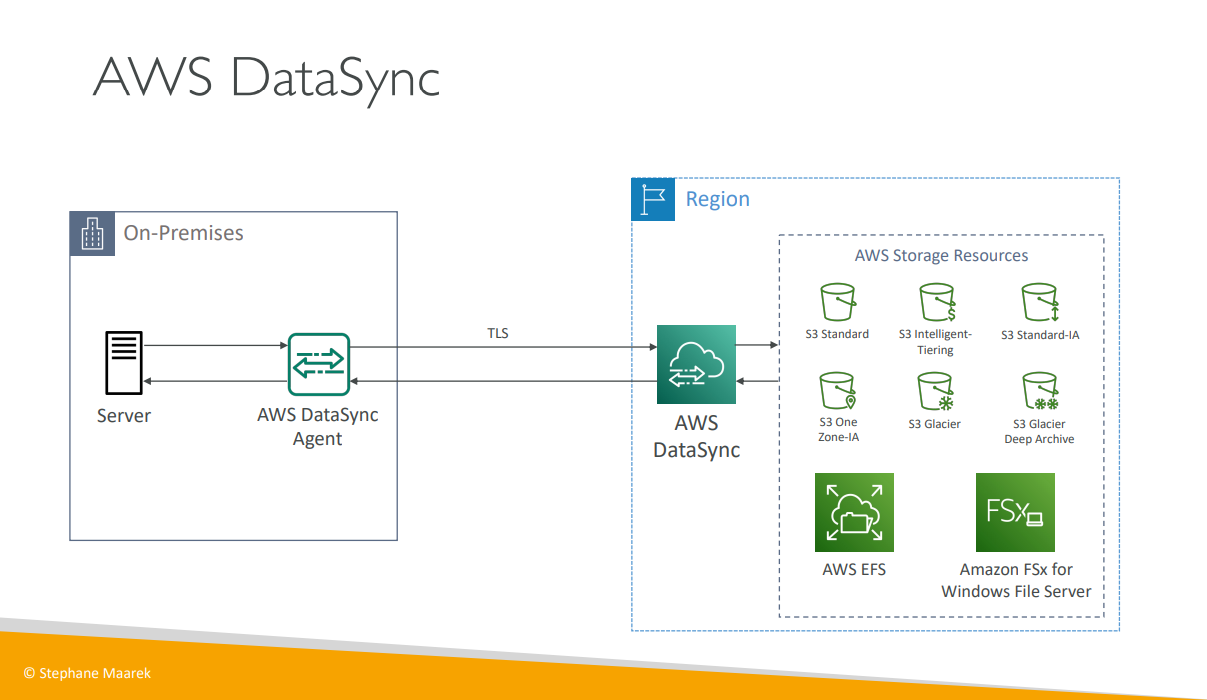 AWS DataSync
On-Premises
Server
AWS DataSync
Agent
TLS
Region
AWS
DataSync
AWS Storage Resources
S3 Standard
S3 Intelligent-
Tiering
S3 Standard-IA
S3 One
Zone-IA
S3 Glacier
S3 Glacier
Deep Archive
FSx
AWS EFS
Amazon FSx for
Windows File Server
© Stephane Maarek